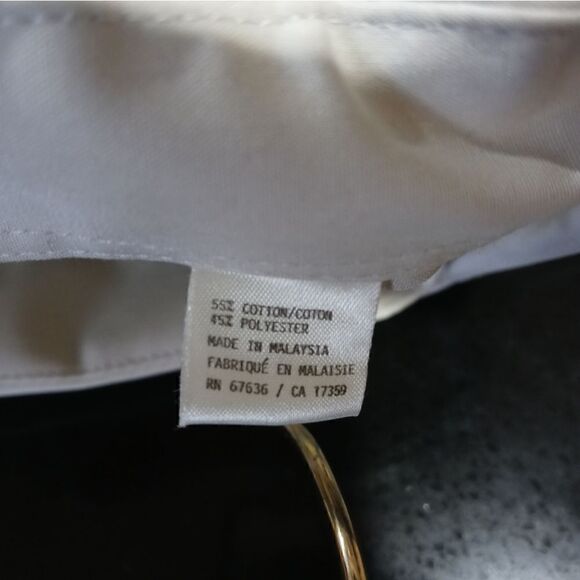 55% COTTON/COTON
45% POLYESTER
MADE IN MALAYSIA
FABRIQUÉ EN MALAISIE
RN 67636 / CA 17359